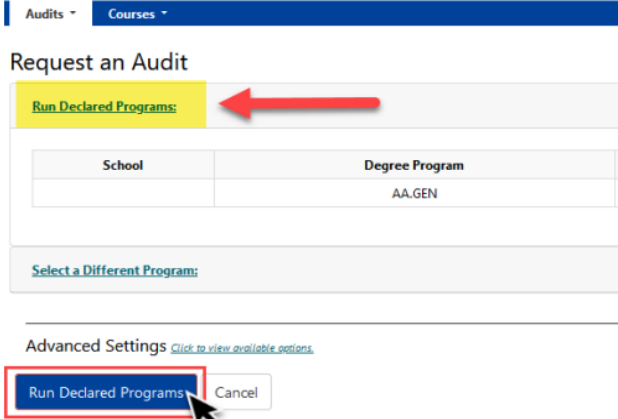 Audits Courses
Request an Audit
Run Declared Programs:
School Degree Program
AA.GEN
Select a Different Program:
Advanced Settings Click to view available options.
Run Declared Programs Cancel